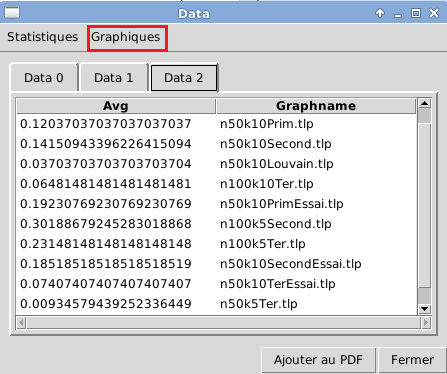 Data
Statistiques Graphiques
Data 0 Data 1 Data 2
Avg Graphname
0.12037037037037037037 n50k10Prim.tlp
0.14150943396226415094 n50k10Second.tlp
0.03703703703703703704 n50k10Louvain.tlp
0.06481481481481481481 n100k10Ter.tlp
0.19230769230769230769 n50k10PrimEssai.tlp
0.30188679245283018868 n100k5Second.tlp
0.23148148148148148148 n100k5Ter.tlp
0.18518518518518518519 n50k10SecondEssai.tlp
0.07407407407407407407 n50k10TerEssai.tlp
0.00934579439252336449 n50k5Ter.tlp
Ajouter au PDF Fermer